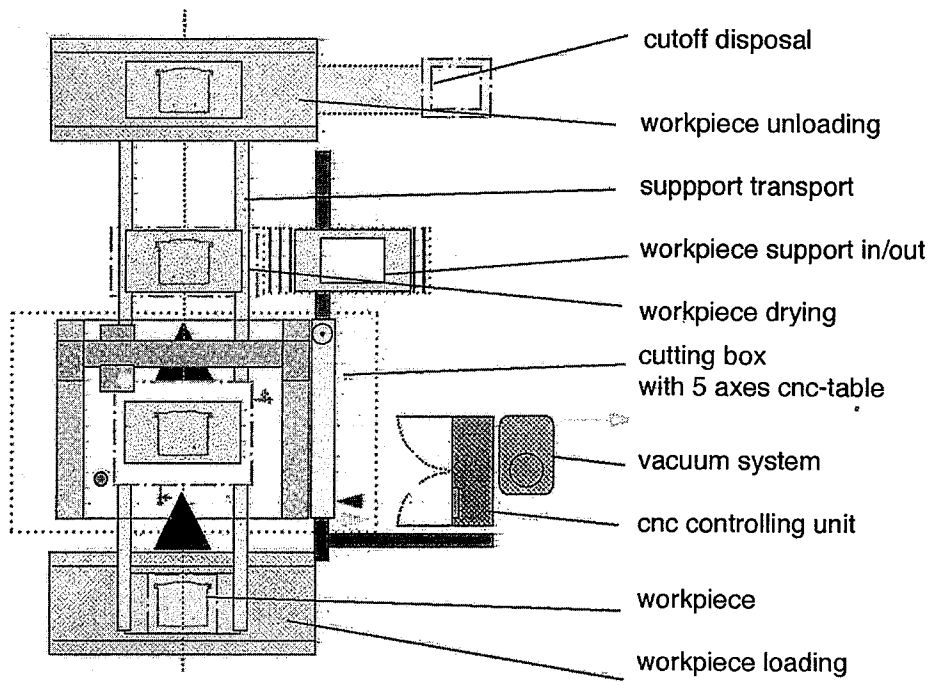 cutoff disposal
workpiece unloading
suppport transport
workpiece support in/out
workpiece drying
cutting box
with 5 axes cnc-table
vacuum system
cnc controlling unit
workpiece
workpiece loading